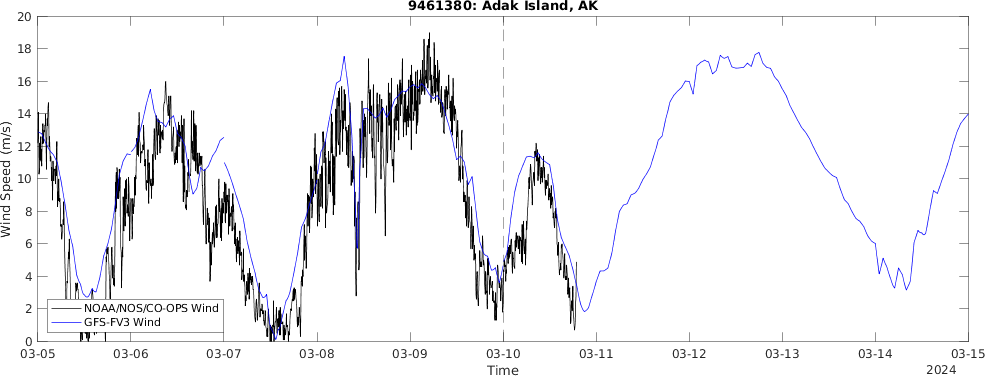 9461380: Adak Island, AK
20
18
16
14
12
10
8
6
4
2
0
Wind Speed (m/s)
NOAA/NOS/CO-OPS Wind
GFS-FV3 Wind
03-05 03-06 03-07 03-08 03-09 03-10 03-11 03-12 03-13 03-14 03-15
Time
2024